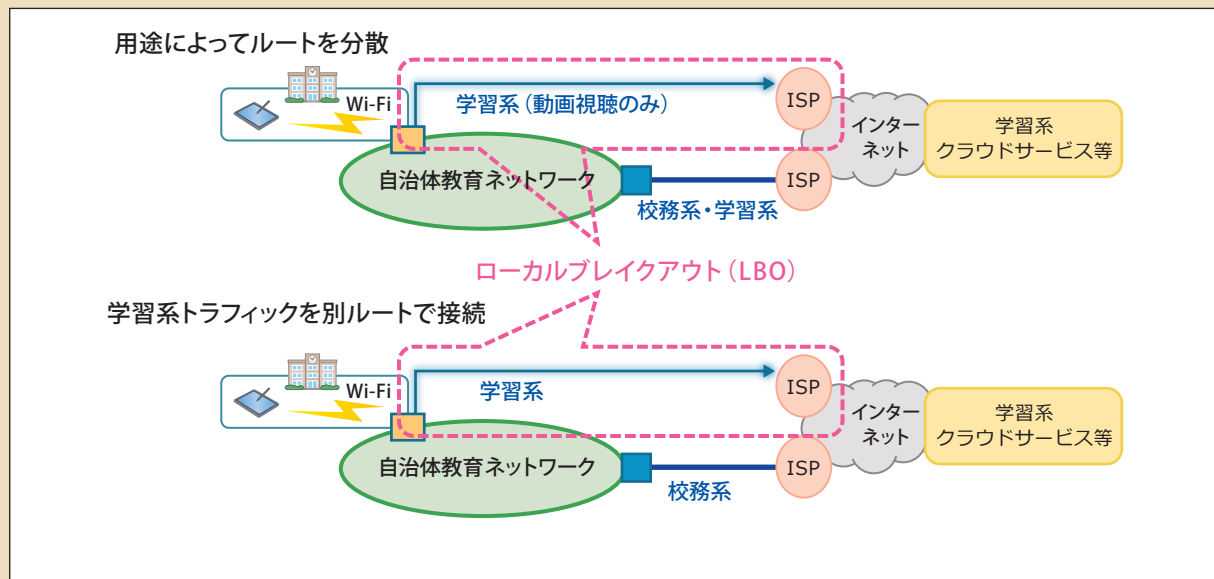 用途によってルートを分散
Wi-Fi
学習系（動画視聴のみ）
ISP
インター
ネット
学習系
クラウドサービス等
自治体教育ネットワーク
ISP
校務系・学習系
ローカルブレイクアウト（LBO）
学習系トラフィックを別ルートで接続
Wi-Fi
学習系
ISP
インター
ネット
学習系
クラウドサービス等
自治体教育ネットワーク
ISP
校務系